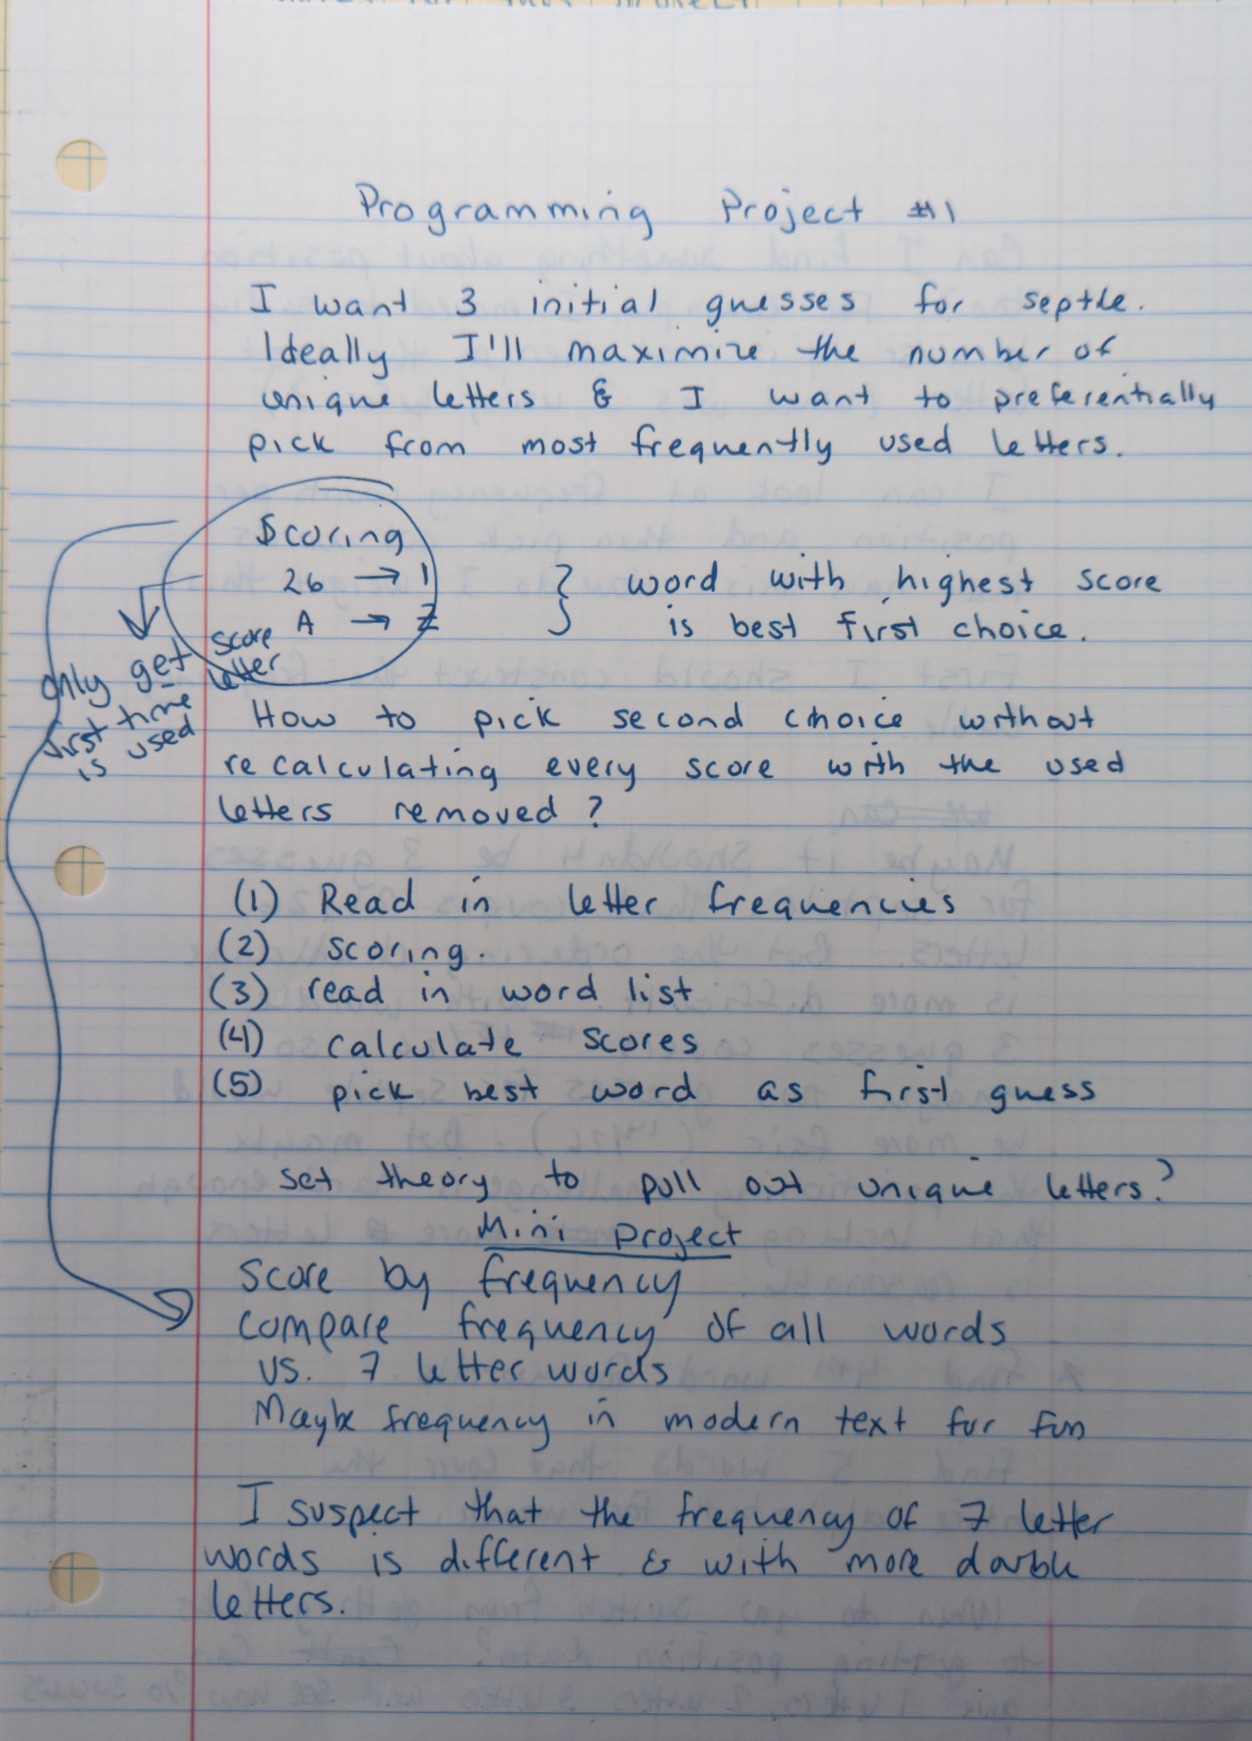 Programming Project #1
I want 3 initial guesses for septle.
Ideally I'll maximize the number of
unique letters & I want to preferentially
pick from most frequently used letters.
Scoring
26 → 1
A → Z
} word with highest score
is best first choice.
only get score
first time letter
is used
How to pick second choice without
recalculating every score with the used
letters removed?
(1) Read in letter frequencies
(2) scoring.
(3) read in word list
(4) calculate scores
(5) pick best word as first guess
set theory to pull out unique letters?
Mini project
Score by frequency
compare frequency of all words
vs. 7 letter words
Maybe frequency in modern text for fun
I suspect that the frequency of 7 letter
words is different & with more double
letters.